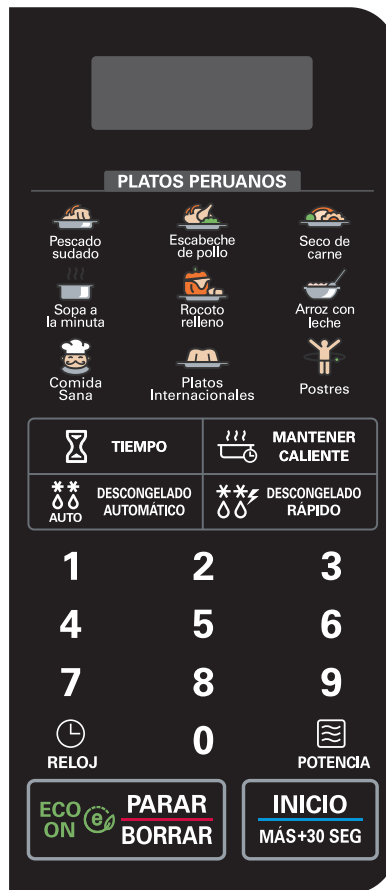 PLATOS PERUANOS
Pescado
sudado
Escabeche
de pollo
Seco de
carne
Sopa a
la minuta
Rocoto
relleno
Arroz con
leche
Comida
Sana
Platos
Internacionales
Postres
TIEMPO
MANTENER
CALIENTE
AUTO
DESCONGELADO
AUTOMÁTICO
DESCONGELADO
RÁPIDO
1 2 3
4 5 6
7 8 9
RELOJ
0
POTENCIA
ECO
ON
e
PARAR
BORRAR
INICIO
MÁS+30 SEG